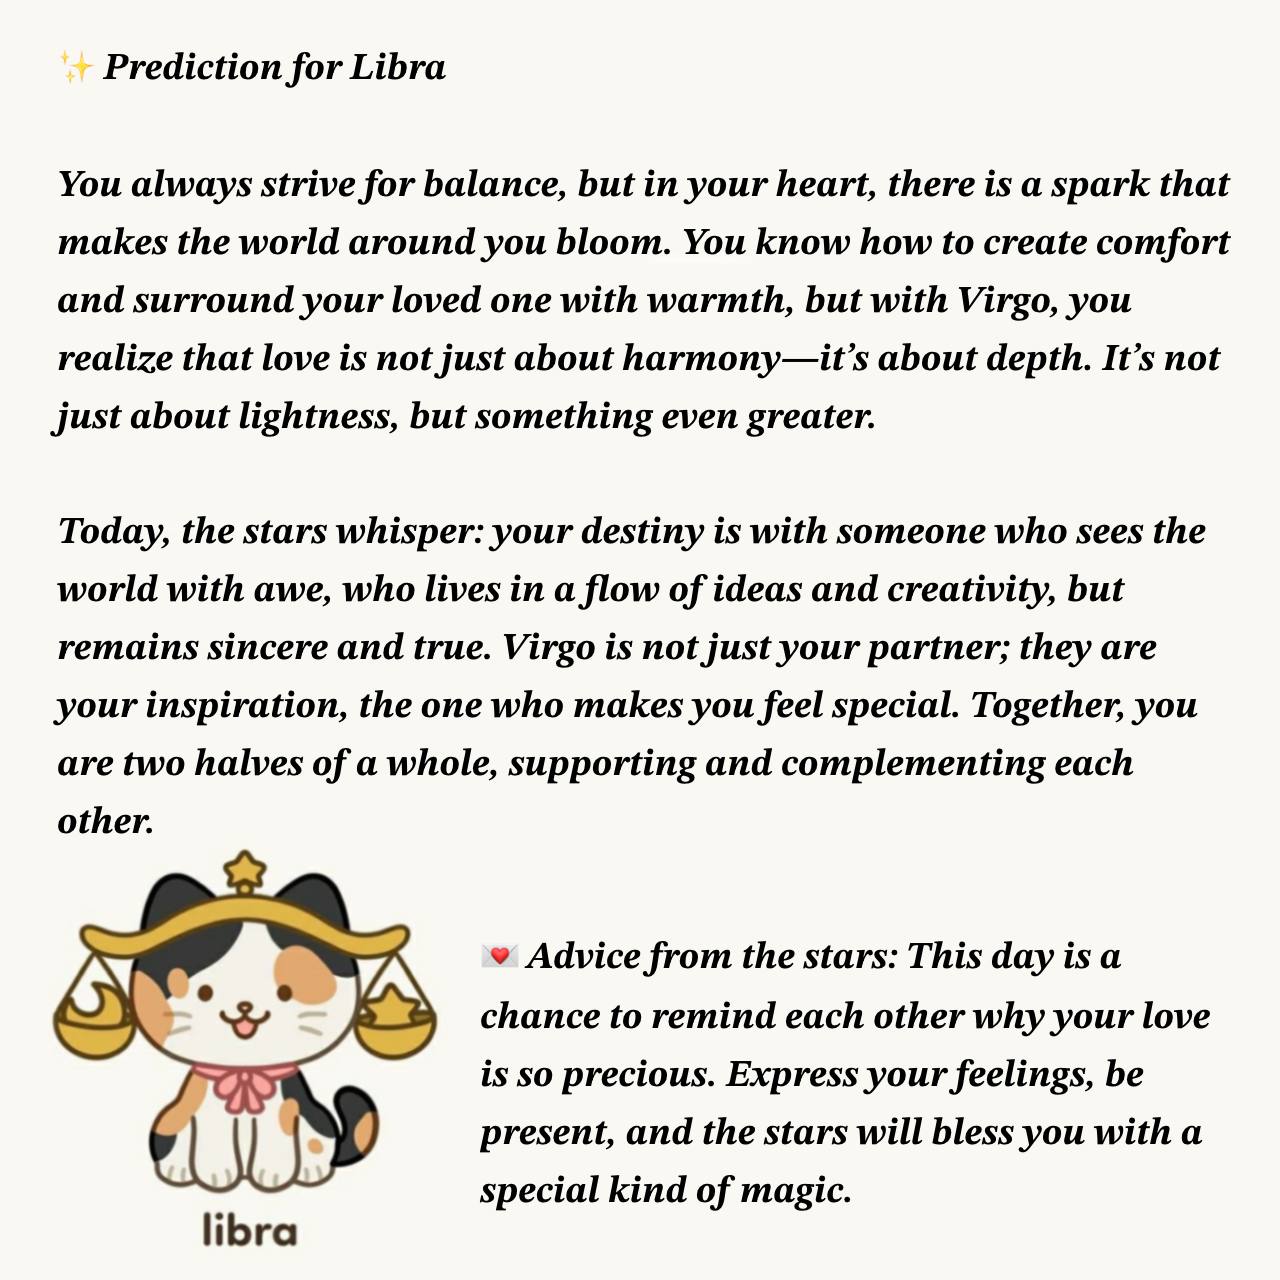 ✨ Prediction for Libra
You always strive for balance, but in your heart, there is a spark that
makes the world around you bloom. You know how to create comfort
and surround your loved one with warmth, but with Virgo, you
realize that love is not just about harmony—it’s about depth. It’s not
just about lightness, but something even greater.
Today, the stars whisper: your destiny is with someone who sees the
world with awe, who lives in a flow of ideas and creativity, but
remains sincere and true. Virgo is not just your partner; they are
your inspiration, the one who makes you feel special. Together, you
are two halves of a whole, supporting and complementing each
other.
💌 Advice from the stars: This day is a
chance to remind each other why your love
is so precious. Express your feelings, be
present, and the stars will bless you with a
special kind of magic.
libra